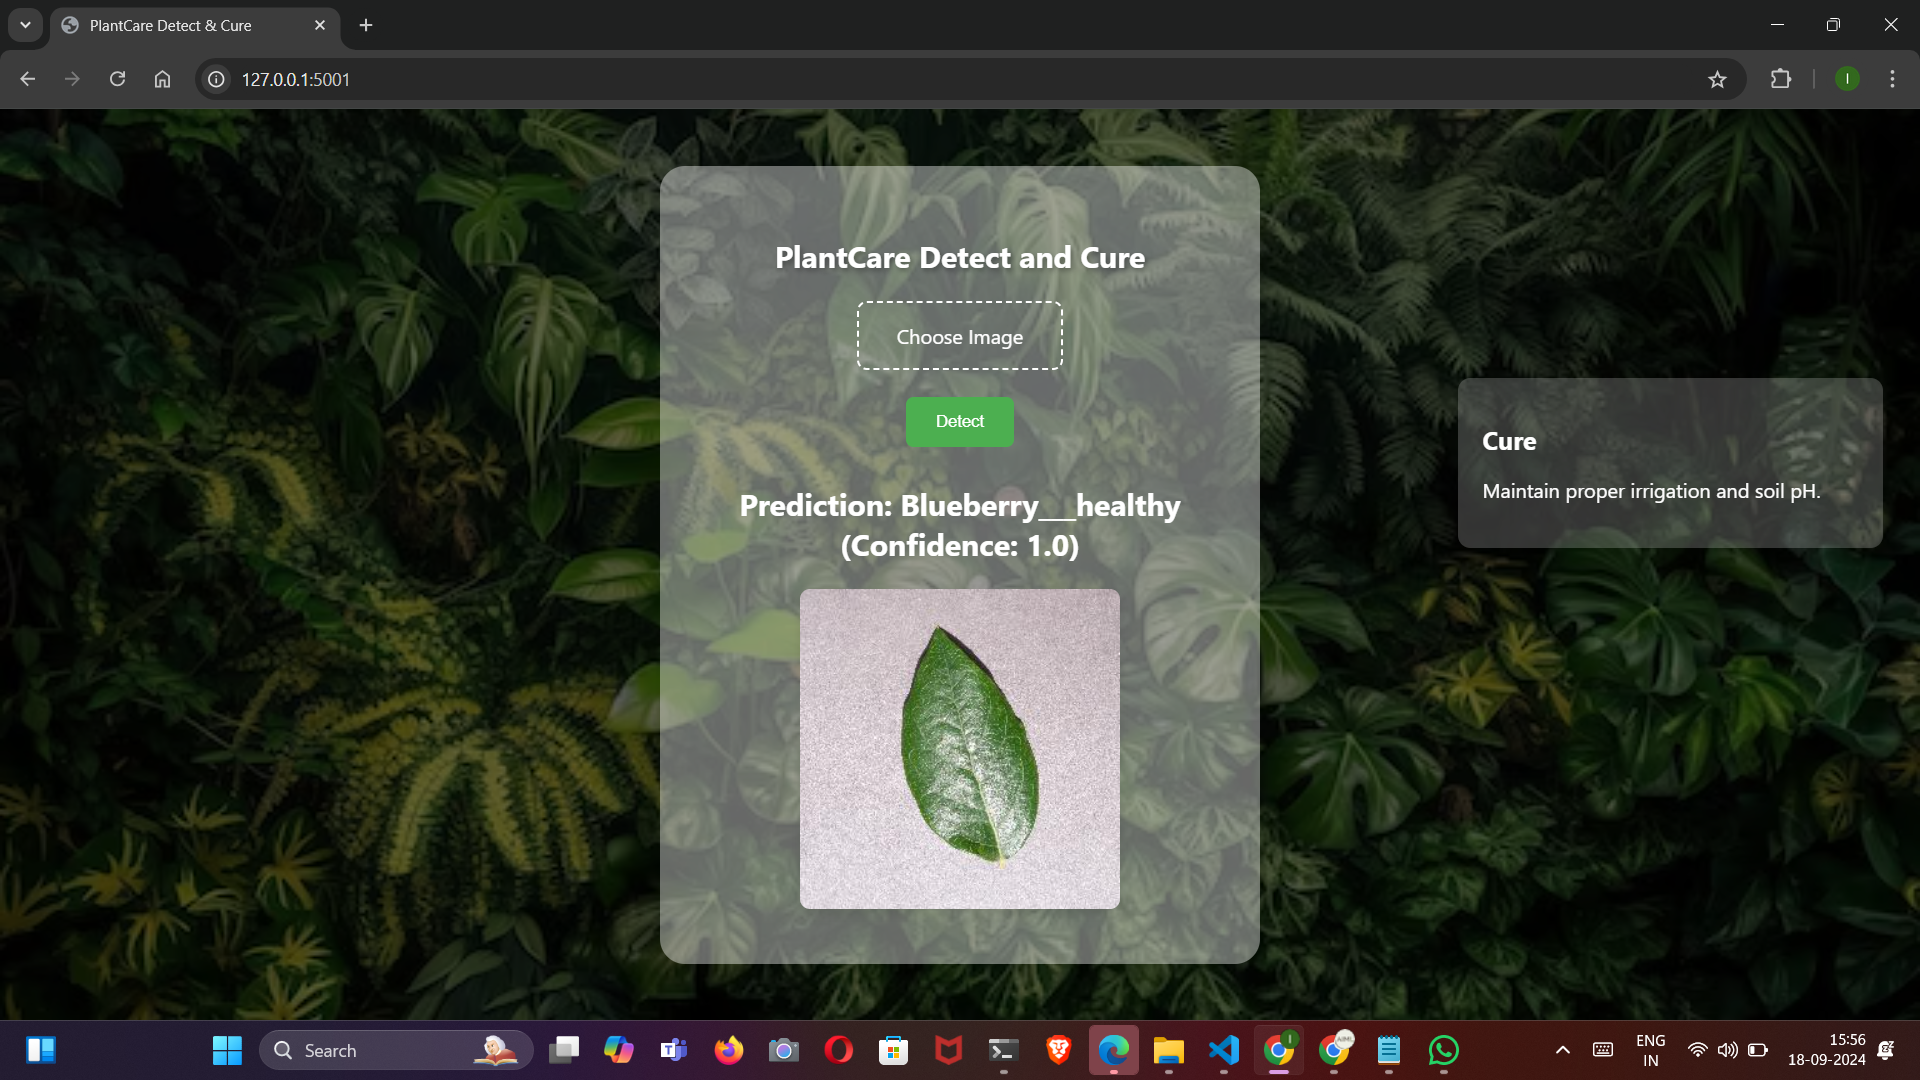 PlantCare Detect & Cure
127.0.0.1:5001
PlantCare Detect and Cure
Choose Image
Detect
Prediction: Blueberry___healthy
(Confidence: 1.0)
Cure
Maintain proper irrigation and soil pH.
Search
ENG
IN
15:56
18-09-2024